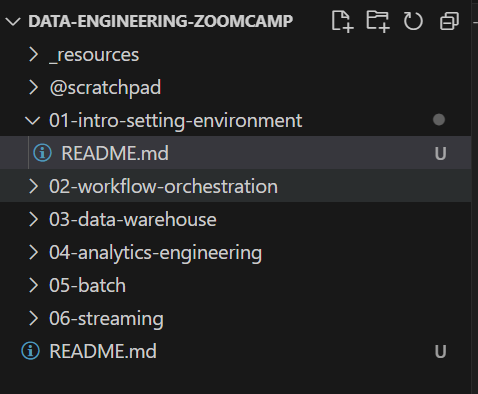 DATA-ENGINEERING-ZOOMCAMP
_resources
@scratchpad
01-intro-setting-environment
README.md U
02-workflow-orchestration
03-data-warehouse
04-analytics-engineering
05-batch
06-streaming
README.md U